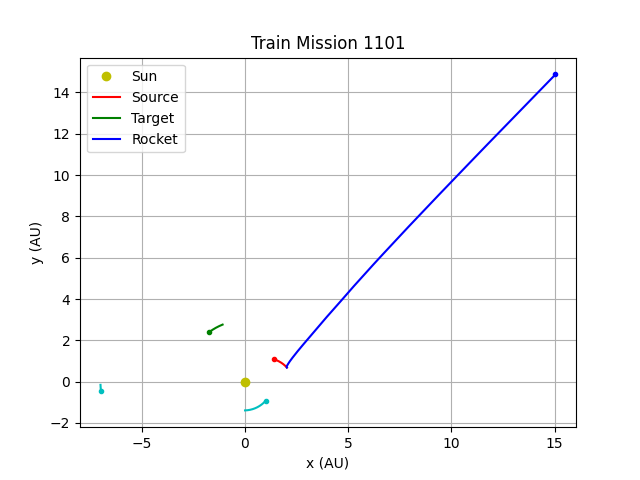 Train Mission 1101
Sun
Source
Target
Rocket
14
12
10
8
6
4
2
0
−2
y (AU)
−5
0
5
10
15
x (AU)